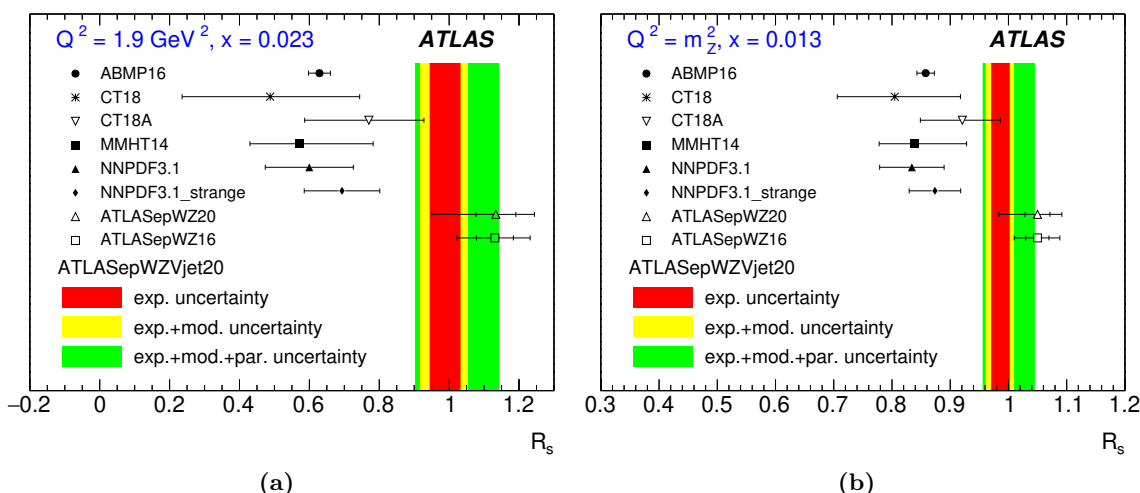 Q² = 1.9 GeV², x = 0.023
ATLAS
ABMP16
CT18
CT18A
MMHT14
NNPDF3.1
NNPDF3.1_strange
ATLASepWZ20
ATLASepWZ16
ATLASepWZVjet20
exp. uncertainty
exp.+mod. uncertainty
exp.+mod.+par. uncertainty
−0.2 0 0.2 0.4 0.6 0.8 1 1.2
R_s
(a)
Q² = m_Z², x = 0.013
ATLAS
ABMP16
CT18
CT18A
MMHT14
NNPDF3.1
NNPDF3.1_strange
ATLASepWZ20
ATLASepWZ16
ATLASepWZVjet20
exp. uncertainty
exp.+mod. uncertainty
exp.+mod.+par. uncertainty
0.3 0.4 0.5 0.6 0.7 0.8 0.9 1 1.1 1.2
R_s
(b)